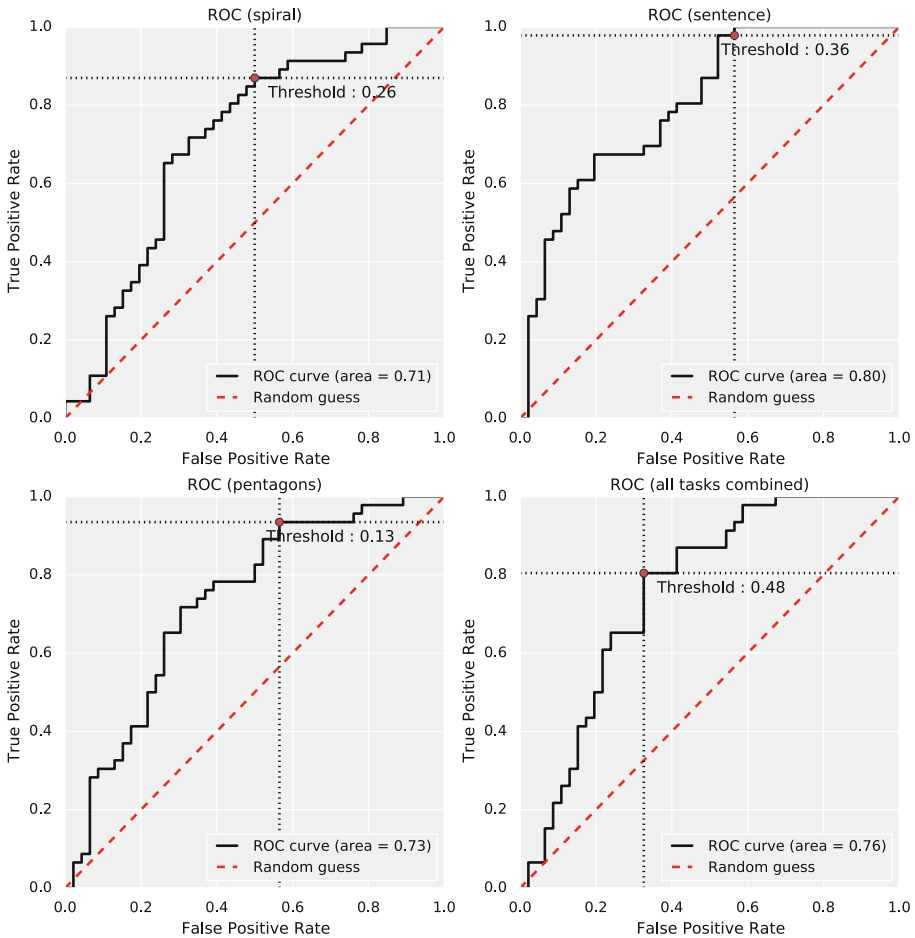 ROC (spiral)
1.0
0.8
0.6
0.4
0.2
0.0
True Positive Rate
Threshold : 0.26
ROC curve (area = 0.71)
Random guess
0.0 0.2 0.4 0.6 0.8 1.0
False Positive Rate
ROC (sentence)
1.0
0.8
0.6
0.4
0.2
0.0
True Positive Rate
Threshold : 0.36
ROC curve (area = 0.80)
Random guess
0.0 0.2 0.4 0.6 0.8 1.0
False Positive Rate
ROC (pentagons)
1.0
0.8
0.6
0.4
0.2
0.0
True Positive Rate
Threshold : 0.13
ROC curve (area = 0.73)
Random guess
0.0 0.2 0.4 0.6 0.8 1.0
False Positive Rate
ROC (all tasks combined)
1.0
0.8
0.6
0.4
0.2
0.0
True Positive Rate
Threshold : 0.48
ROC curve (area = 0.76)
Random guess
0.0 0.2 0.4 0.6 0.8 1.0
False Positive Rate